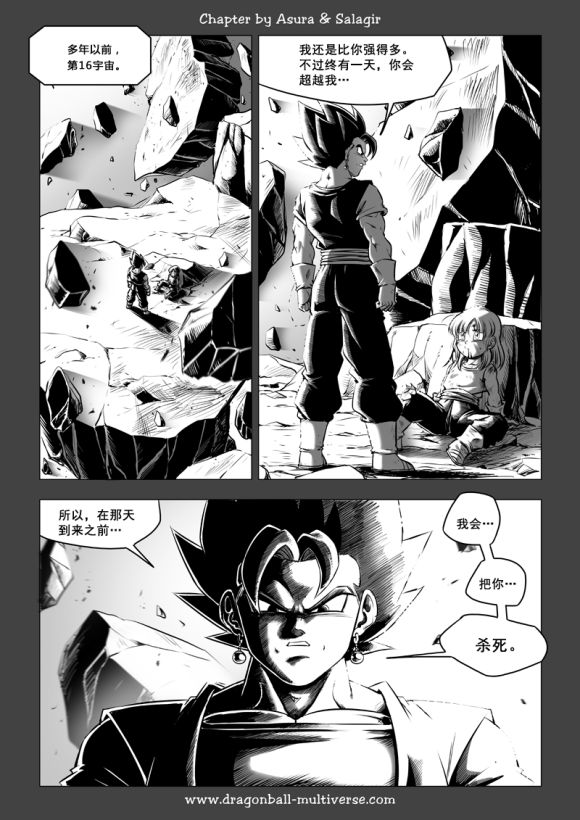 Chapter by Asura & Salagir
多年以前，
第16宇宙。
我还是比你强得多。
不过终有一天，你会
超越我…
所以，在那天
到来之前…
我会…
把你…
杀死。
www.dragonball-multiverse.com